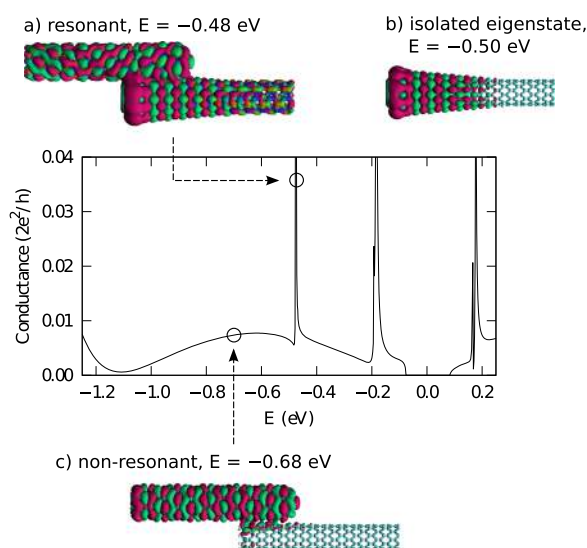 a) resonant, E = −0.48 eV
b) isolated eigenstate,
E = −0.50 eV
0.04
0.03
0.02
0.01
0.00
Conductance (2e²/h)
−1.2 −1.0 −0.8 −0.6 −0.4 −0.2 0.0 0.2
E (eV)
c) non-resonant, E = −0.68 eV